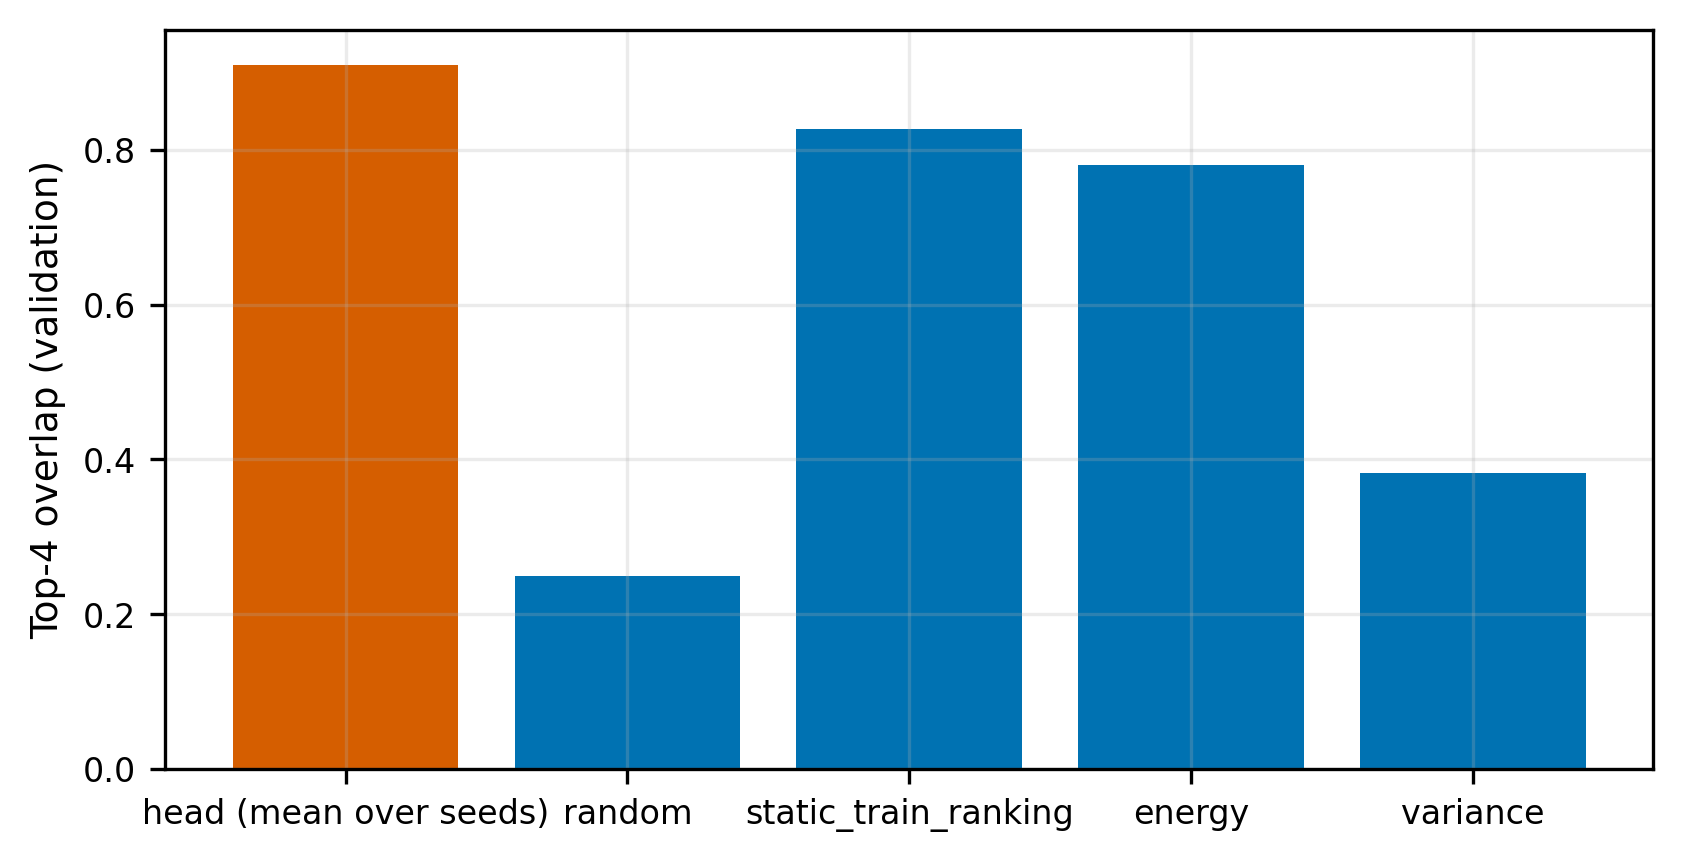 Top-4 overlap (validation)
0.8
0.6
0.4
0.2
0.0
head (mean over seeds) random static_train_ranking energy variance